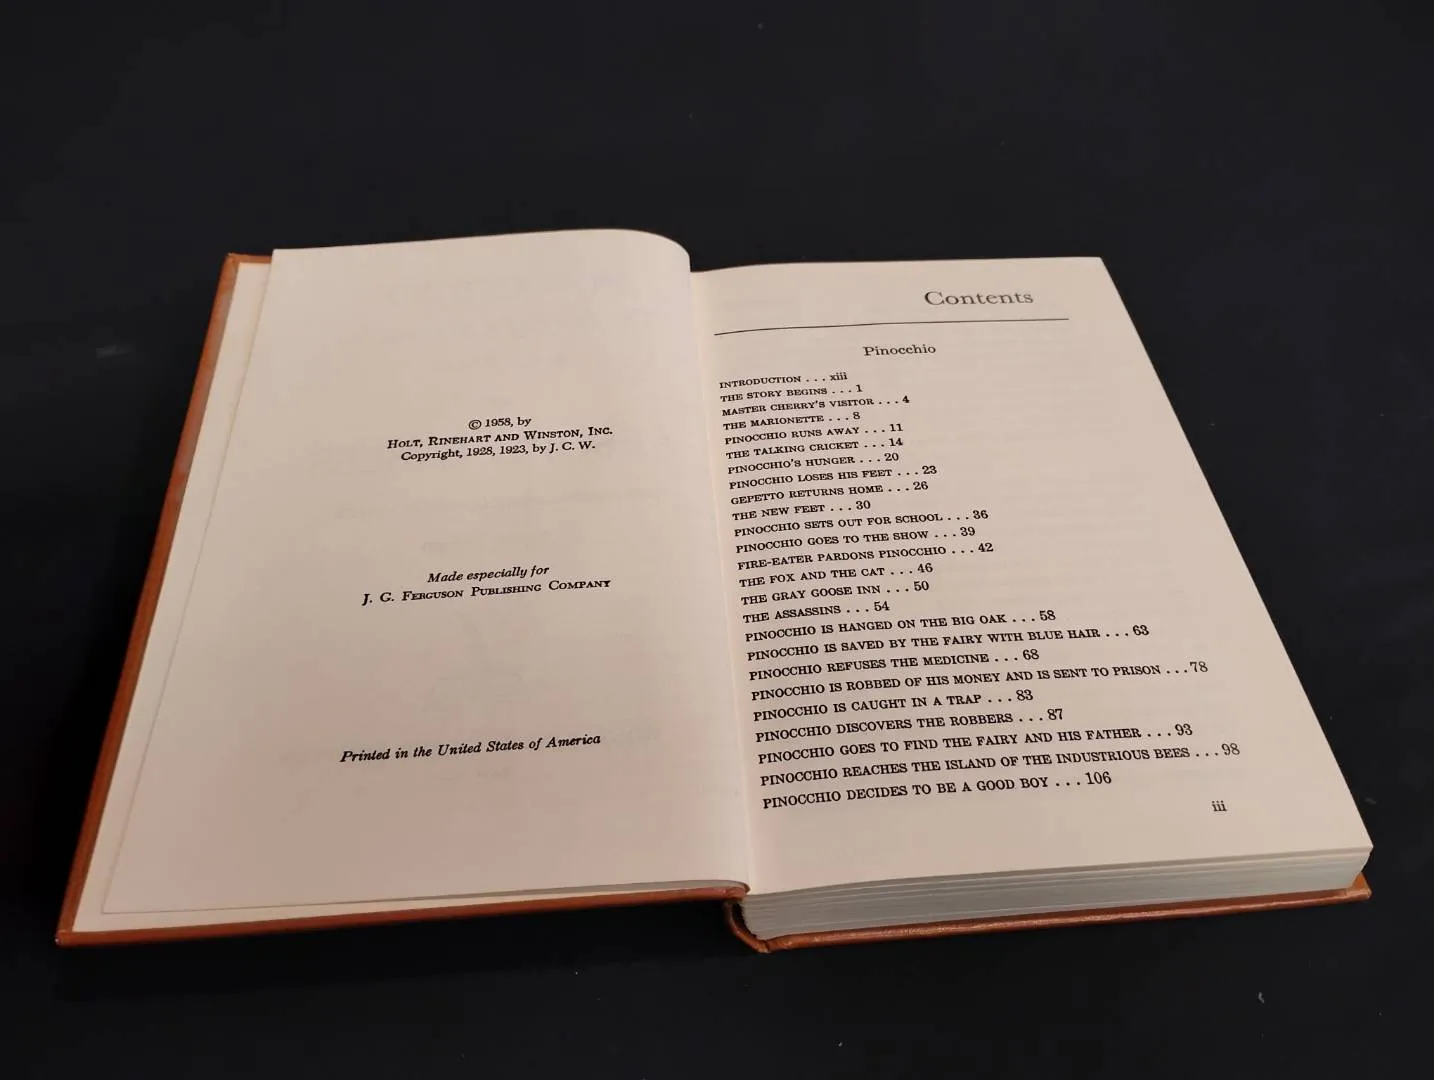 © 1958, by
HOLT, RINEHART AND WINSTON, INC.
Copyright, 1928, 1923, by J. C. W.
Made especially for
J. G. FERGUSON PUBLISHING COMPANY
Printed in the United States of America
Contents
Pinocchio
INTRODUCTION . . . xiii
THE STORY BEGINS . . . 1
MASTER CHERRY'S VISITOR . . . 4
THE MARIONETTE . . . 8
PINOCCHIO RUNS AWAY . . . 11
THE TALKING CRICKET . . . 14
PINOCCHIO'S HUNGER . . . 20
PINOCCHIO LOSES HIS FEET . . . 23
GEPETTO RETURNS HOME . . . 26
THE NEW FEET . . . 30
PINOCCHIO SETS OUT FOR SCHOOL . . . 36
PINOCCHIO GOES TO THE SHOW . . . 39
FIRE-EATER PARDONS PINOCCHIO . . . 42
THE FOX AND THE CAT . . . 46
THE GRAY GOOSE INN . . . 50
THE ASSASSINS . . . 54
PINOCCHIO IS HANGED ON THE BIG OAK . . . 58
PINOCCHIO IS SAVED BY THE FAIRY WITH BLUE HAIR . . . 63
PINOCCHIO REFUSES THE MEDICINE . . . 68
PINOCCHIO IS ROBBED OF HIS MONEY AND IS SENT TO PRISON . . . 78
PINOCCHIO IS CAUGHT IN A TRAP . . . 83
PINOCCHIO DISCOVERS THE ROBBERS . . . 87
PINOCCHIO GOES TO FIND THE FAIRY AND HIS FATHER . . . 93
PINOCCHIO REACHES THE ISLAND OF THE INDUSTRIOUS BEES . . . 98
PINOCCHIO DECIDES TO BE A GOOD BOY . . . 106
iii